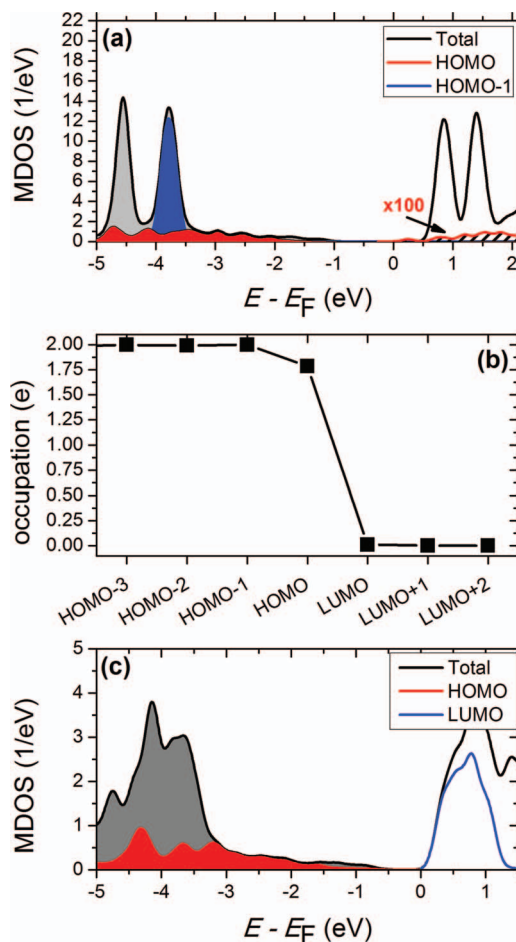 (a)
Total
HOMO
HOMO-1
x100
MDOS (1/eV)
22
20
18
16
14
12
10
8
6
4
2
0
-5 -4 -3 -2 -1 0 1 2
E - EF (eV)
(b)
occupation (e)
2.00
1.75
1.50
1.25
1.00
0.75
0.50
0.25
0.00
HOMO-3 HOMO-2 HOMO-1 HOMO LUMO LUMO+1 LUMO+2
(c)
Total
HOMO
LUMO
MDOS (1/eV)
5
4
3
2
1
0
-5 -4 -3 -2 -1 0 1
E - EF (eV)